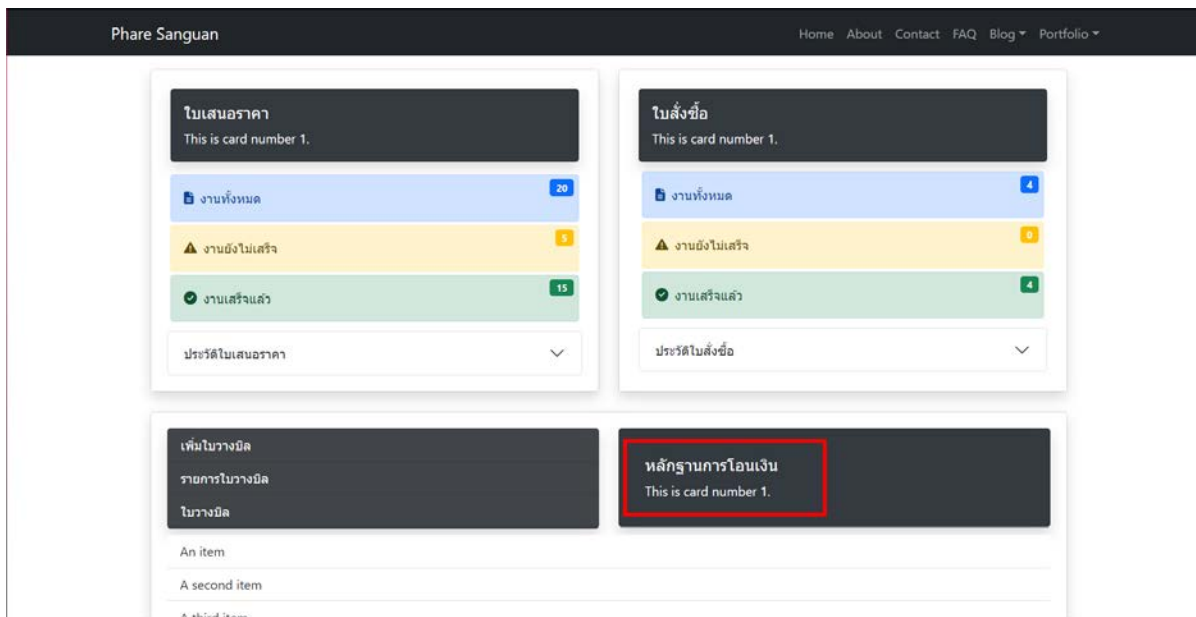 Phare Sanguan
Home About Contact FAQ Blog Portfolio
ใบเสนอราคา
This is card number 1.
งานทั้งหมด 20
งานยังไม่เสร็จ 5
งานเสร็จแล้ว 15
ประวัติใบเสนอราคา
ใบสั่งซื้อ
This is card number 1.
งานทั้งหมด 4
งานยังไม่เสร็จ 0
งานเสร็จแล้ว 4
ประวัติใบสั่งซื้อ
เพิ่มใบวางบิล
รายการใบวางบิล
ใบวางบิล
หลักฐานการโอนเงิน
This is card number 1.
An item
A second item
A third item